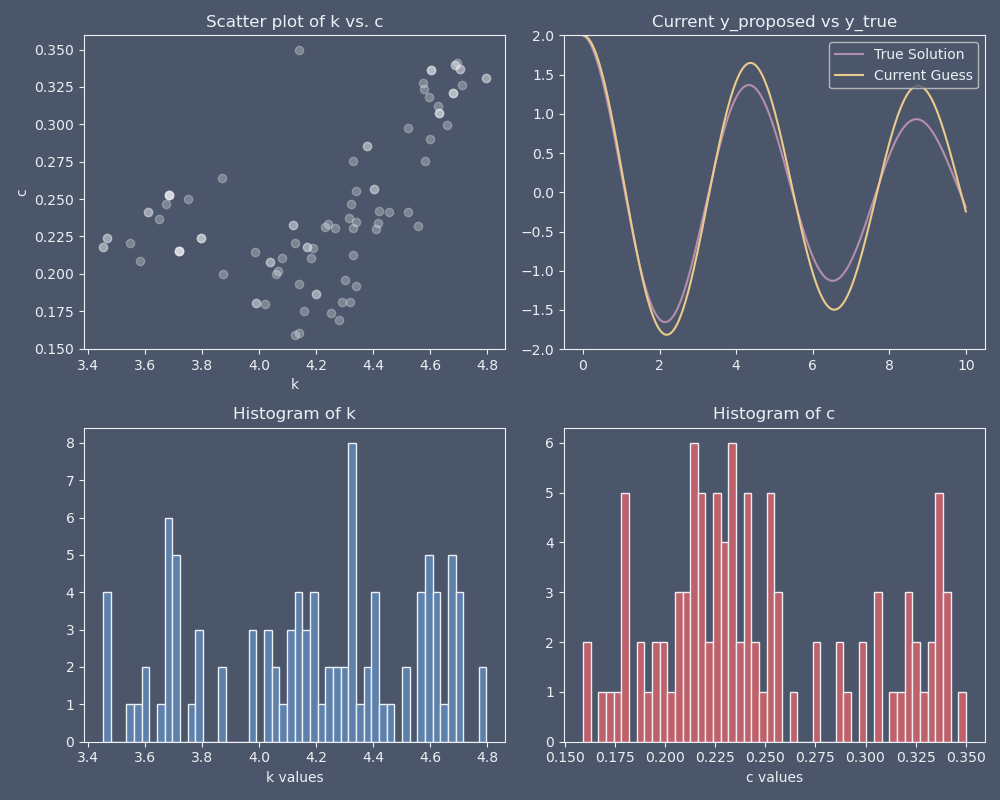 Scatter plot of k vs. c
0.350
0.325
0.300
0.275
0.250
0.225
0.200
0.175
0.150
c
3.4 3.6 3.8 4.0 4.2 4.4 4.6 4.8
k
Current y_proposed vs y_true
True Solution
Current Guess
2.0
1.5
1.0
0.5
0.0
−0.5
−1.0
−1.5
−2.0
0 2 4 6 8 10
Histogram of k
8
7
6
5
4
3
2
1
0
3.4 3.6 3.8 4.0 4.2 4.4 4.6 4.8
k values
Histogram of c
6
5
4
3
2
1
0
0.150 0.175 0.200 0.225 0.250 0.275 0.300 0.325 0.350
c values